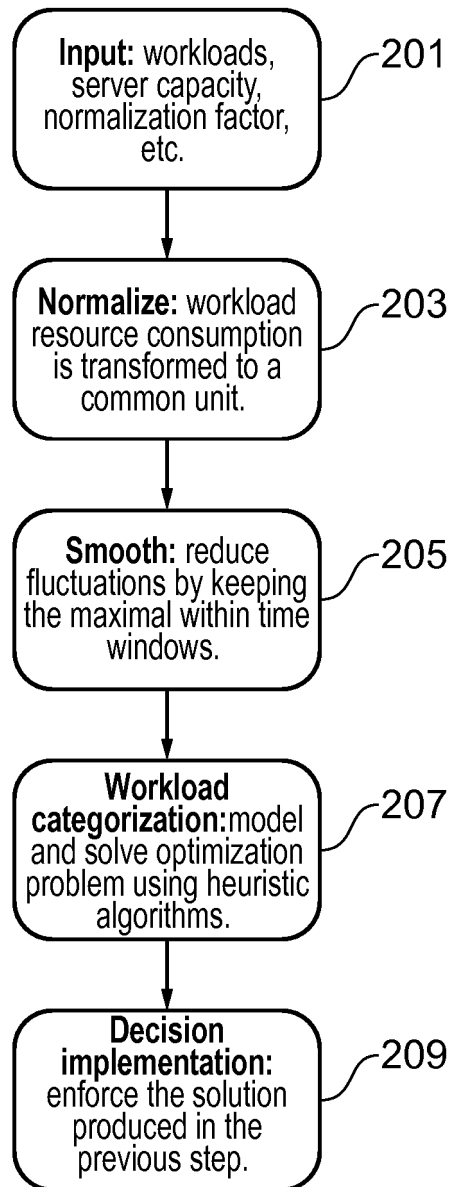 Input: workloads,
server capacity,
normalization factor,
etc.
201
Normalize: workload
resource consumption
is transformed to a
common unit.
203
Smooth: reduce
fluctuations by keeping
the maximal within time
windows.
205
Workload
categorization:model
and solve optimization
problem using heuristic
algorithms.
207
Decision
implementation:
enforce the solution
produced in the
previous step.
209